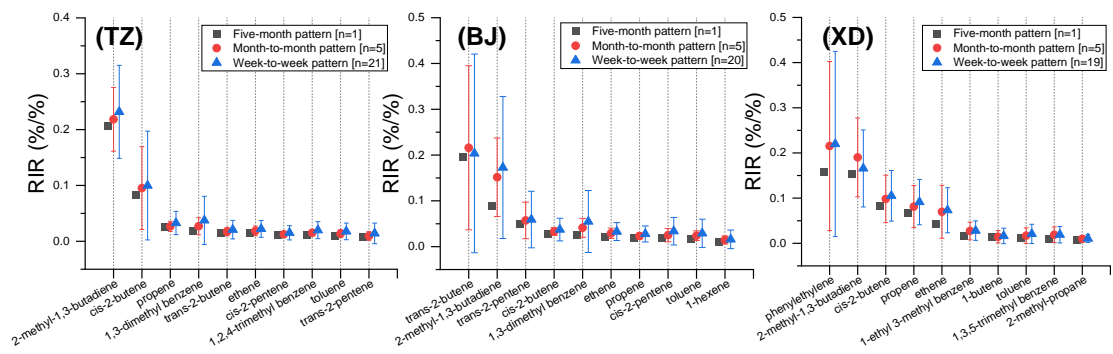 (TZ)
Five-month pattern [n=1]
Month-to-month pattern [n=5]
Week-to-week pattern [n=21]
RIR (%/%)
0.4
0.3
0.2
0.1
0.0
2-methyl-1,3-butadiene
cis-2-butene
propene
1,3-dimethyl benzene
trans-2-butene
ethene
cis-2-pentene
1,2,4-trimethyl benzene
toluene
trans-2-pentene
(BJ)
Five-month pattern [n=1]
Month-to-month pattern [n=5]
Week-to-week pattern [n=20]
RIR (%/%)
0.5
0.4
0.3
0.2
0.1
0.0
trans-2-butene
2-methyl-1,3-butadiene
trans-2-pentene
cis-2-butene
1,3-dimethyl benzene
ethene
propene
cis-2-pentene
toluene
1-hexene
(XD)
Five-month pattern [n=1]
Month-to-month pattern [n=5]
Week-to-week pattern [n=19]
RIR (%/%)
0.5
0.4
0.3
0.2
0.1
0.0
phenylethylene
2-methyl-1,3-butadiene
cis-2-butene
propene
ethene
1-ethyl 3-methyl benzene
1-butene
toluene
1,3,5-trimethyl benzene
2-methyl-propane